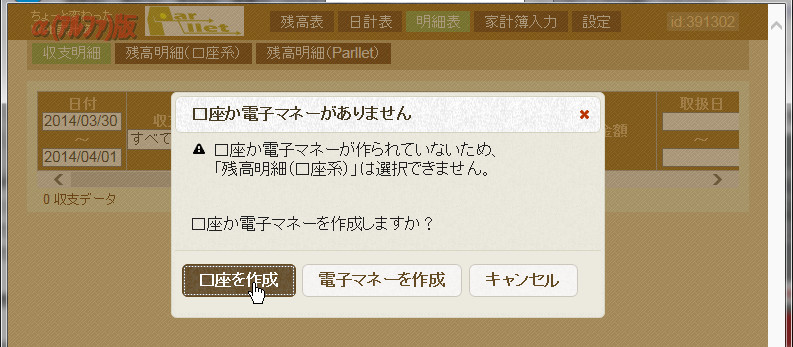 ちょっと変わった
α(アルファ)版
Parllet
残高表
日計表
明細表
家計簿入力
設定
id:391302
収支明細
残高明細(口座系)
残高明細(Parllet)
日付
2014/03/30
～
2014/04/01
収支
すべて
金額
取扱日
～
0 収支データ
口座か電子マネーがありません
口座か電子マネーが作られていないため、
「残高明細(口座系)」は選択できません。
口座か電子マネーを作成しますか？
口座を作成
電子マネーを作成
キャンセル